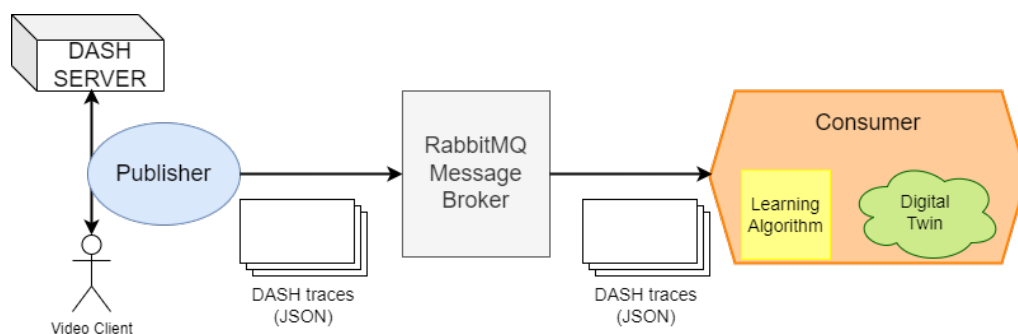 DASH
SERVER
Publisher
Video Client
DASH traces
(JSON)
RabbitMQ
Message
Broker
DASH traces
(JSON)
Consumer
Learning
Algorithm
Digital
Twin